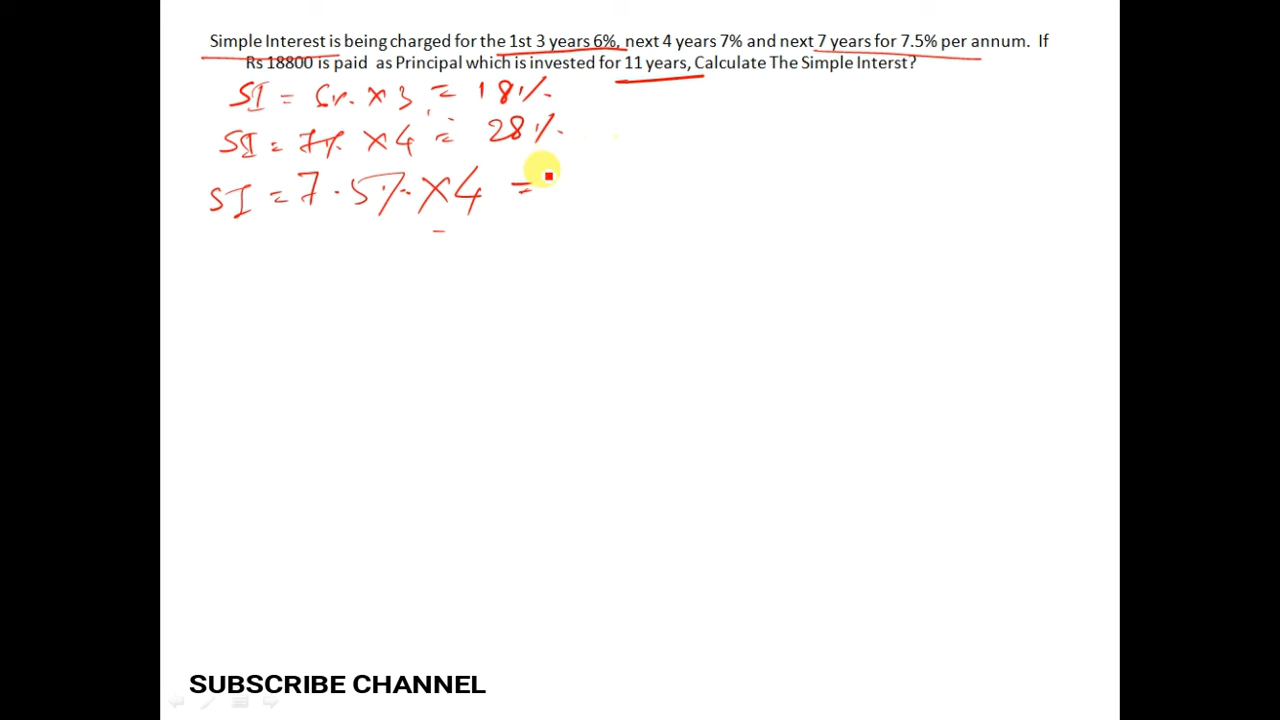 Simple Interest is being charged for the 1st 3 years 6%, next 4 years 7% and next 7 years for 7.5% per annum. If
Rs 18800 is paid as Principal which is invested for 11 years, Calculate The Simple Interst?
SI = 6% × 3 = 18%
SI = 7% × 4 = 28%
SI = 7.5% × 4 =
SUBSCRIBE CHANNEL